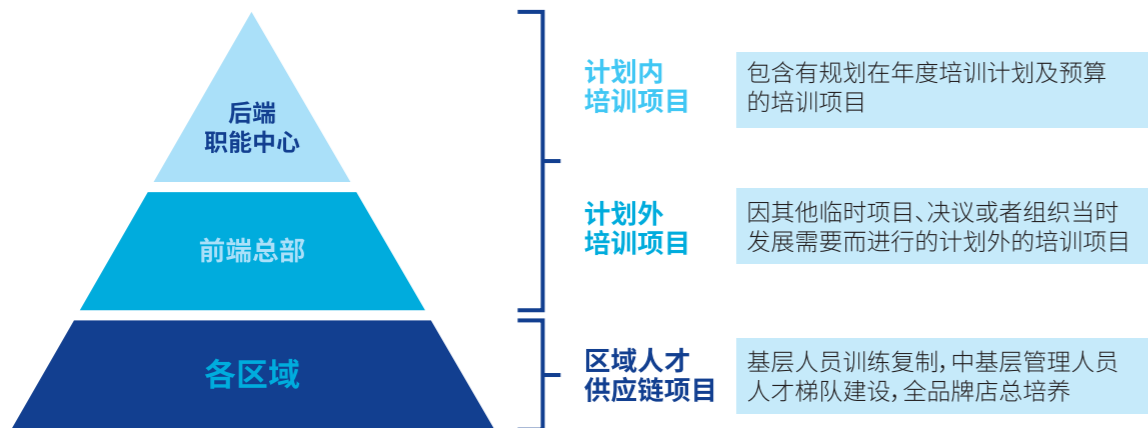 后端
职能中心
前端总部
各区域
计划内
培训项目
包含有规划在年度培训计划及预算
的培训项目
计划外
培训项目
因其他临时项目、决议或者组织当时
发展需要而进行的计划外的培训项目
区域人才
供应链项目
基层人员训练复制,中基层管理人员
人才梯队建设,全品牌店总培养